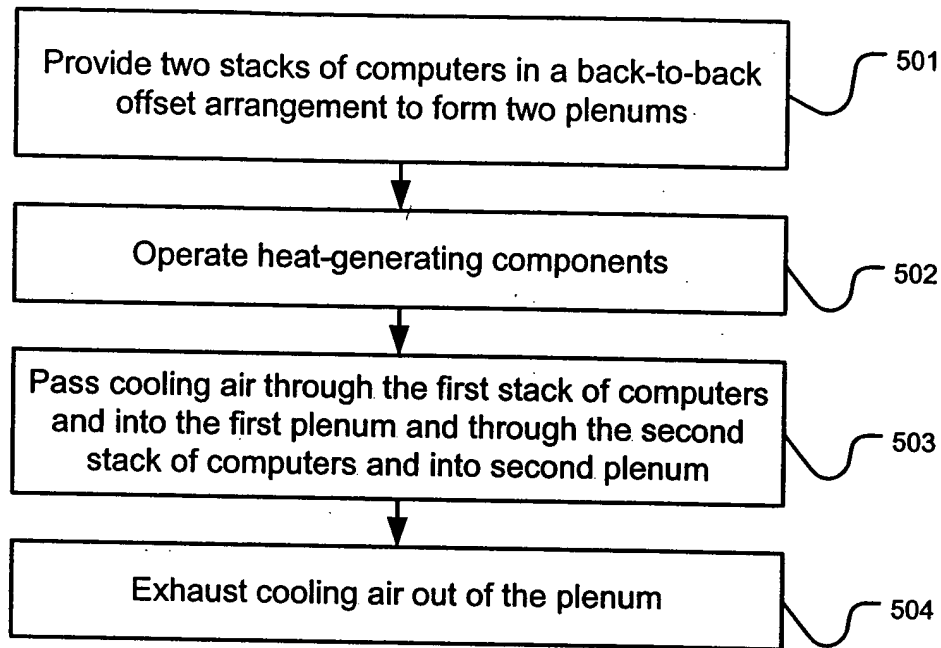 Provide two stacks of computers in a back-to-back
offset arrangement to form two plenums
501
Operate heat-generating components
502
Pass cooling air through the first stack of computers
and into the first plenum and through the second
stack of computers and into second plenum
503
Exhaust cooling air out of the plenum
504